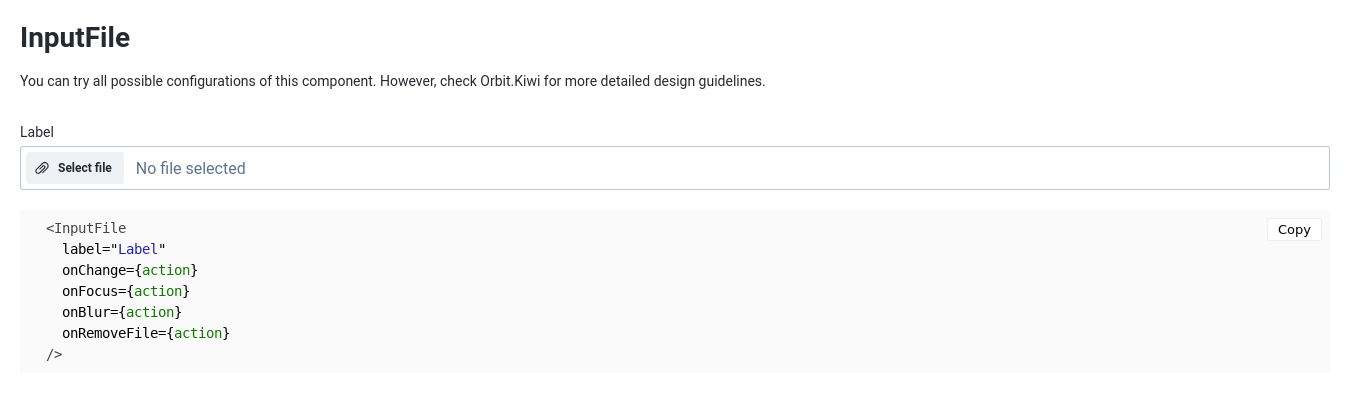 InputFile
You can try all possible configurations of this component. However, check Orbit.Kiwi for more detailed design guidelines.
Label
Select file No file selected
<InputFile
Copy
label="Label"
onChange={action}
onFocus={action}
onBlur={action}
onRemoveFile={action}
/>